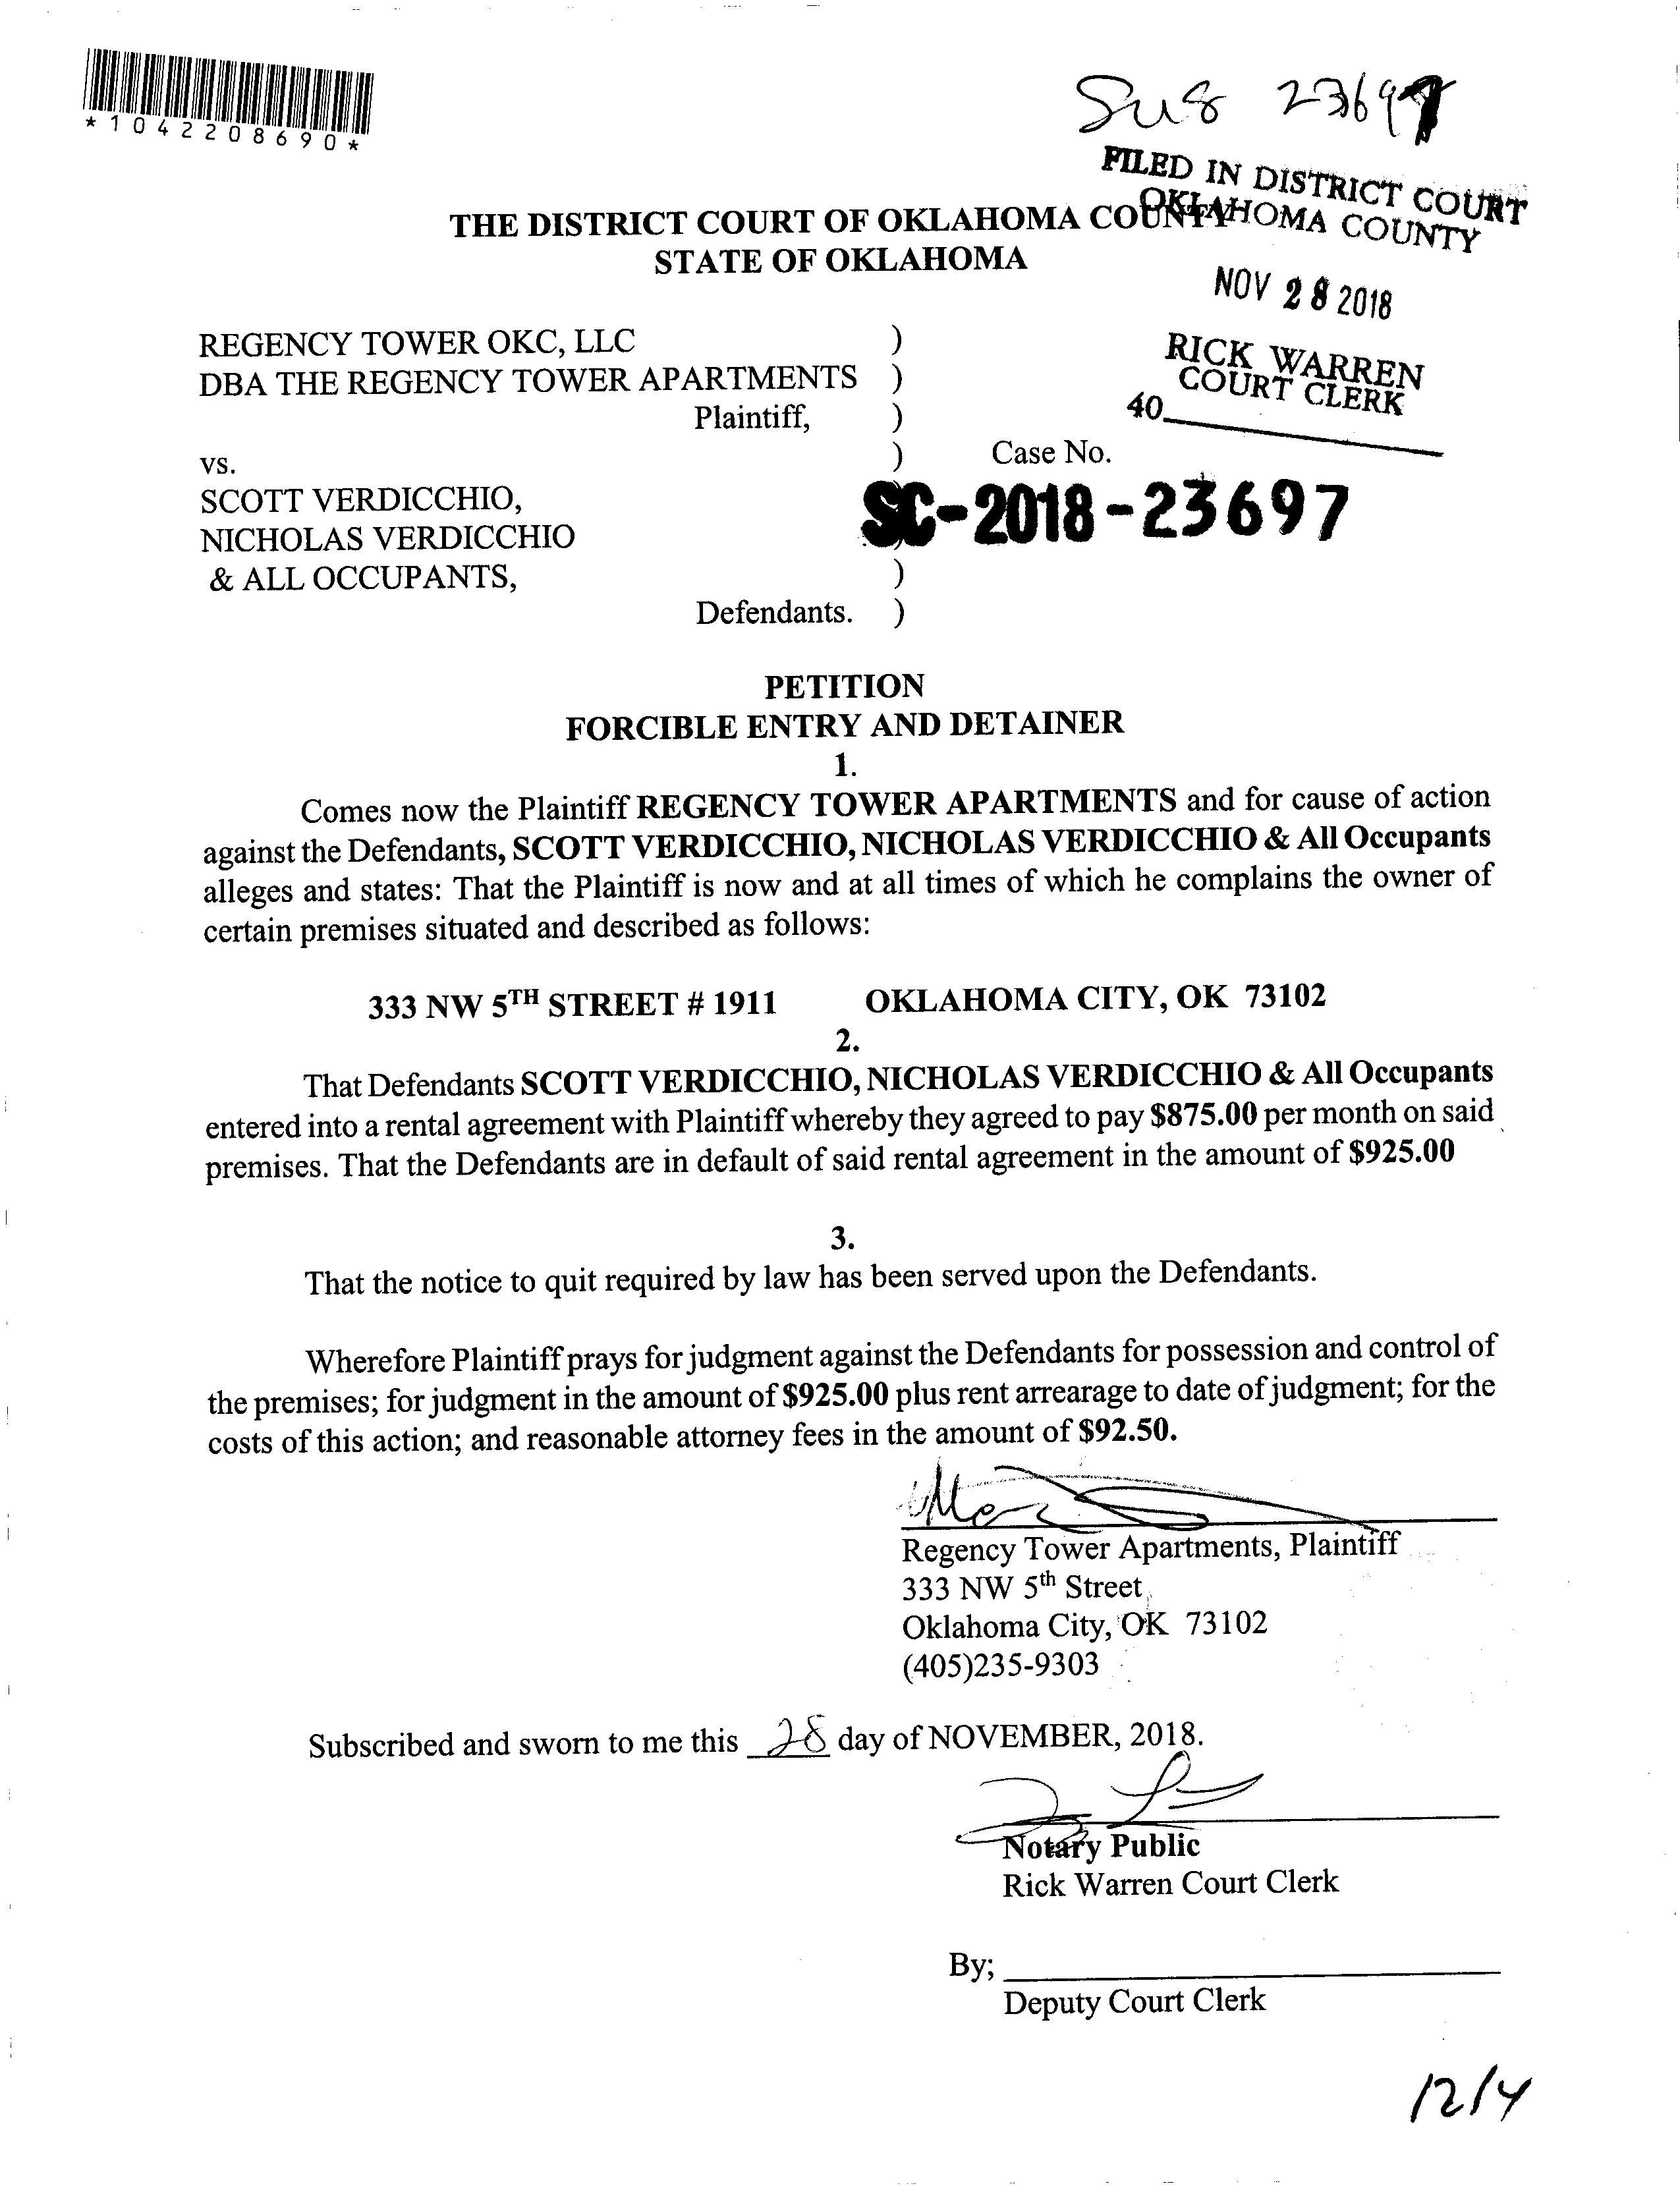 *1042208690*
FILED IN DISTRICT COURT
OKLAHOMA COUNTY
THE DISTRICT COURT OF OKLAHOMA COUNTY
STATE OF OKLAHOMA
NOV 28 2018
RICK WARREN
COURT CLERK
40
REGENCY TOWER OKC, LLC )
DBA THE REGENCY TOWER APARTMENTS )
Plaintiff, )
) Case No.
vs.
SC-2018-23697
SCOTT VERDICCHIO,
NICHOLAS VERDICCHIO )
& ALL OCCUPANTS, )
Defendants. )
PETITION
FORCIBLE ENTRY AND DETAINER
1.
Comes now the Plaintiff REGENCY TOWER APARTMENTS and for cause of action
against the Defendants, SCOTT VERDICCHIO, NICHOLAS VERDICCHIO & All Occupants
alleges and states: That the Plaintiff is now and at all times of which he complains the owner of
certain premises situated and described as follows:
333 NW 5TH STREET # 1911 OKLAHOMA CITY, OK 73102
2.
That Defendants SCOTT VERDICCHIO, NICHOLAS VERDICCHIO & All Occupants
entered into a rental agreement with Plaintiff whereby they agreed to pay $875.00 per month on said
premises. That the Defendants are in default of said rental agreement in the amount of $925.00
3.
That the notice to quit required by law has been served upon the Defendants.
Wherefore Plaintiff prays for judgment against the Defendants for possession and control of
the premises; for judgment in the amount of $925.00 plus rent arrearage to date of judgment; for the
costs of this action; and reasonable attorney fees in the amount of $92.50.
Regency Tower Apartments, Plaintiff
333 NW 5th Street
Oklahoma City, OK 73102
(405)235-9303
Subscribed and sworn to me this 28 day of NOVEMBER, 2018.
Notary Public
Rick Warren Court Clerk
By;
Deputy Court Clerk
12/4